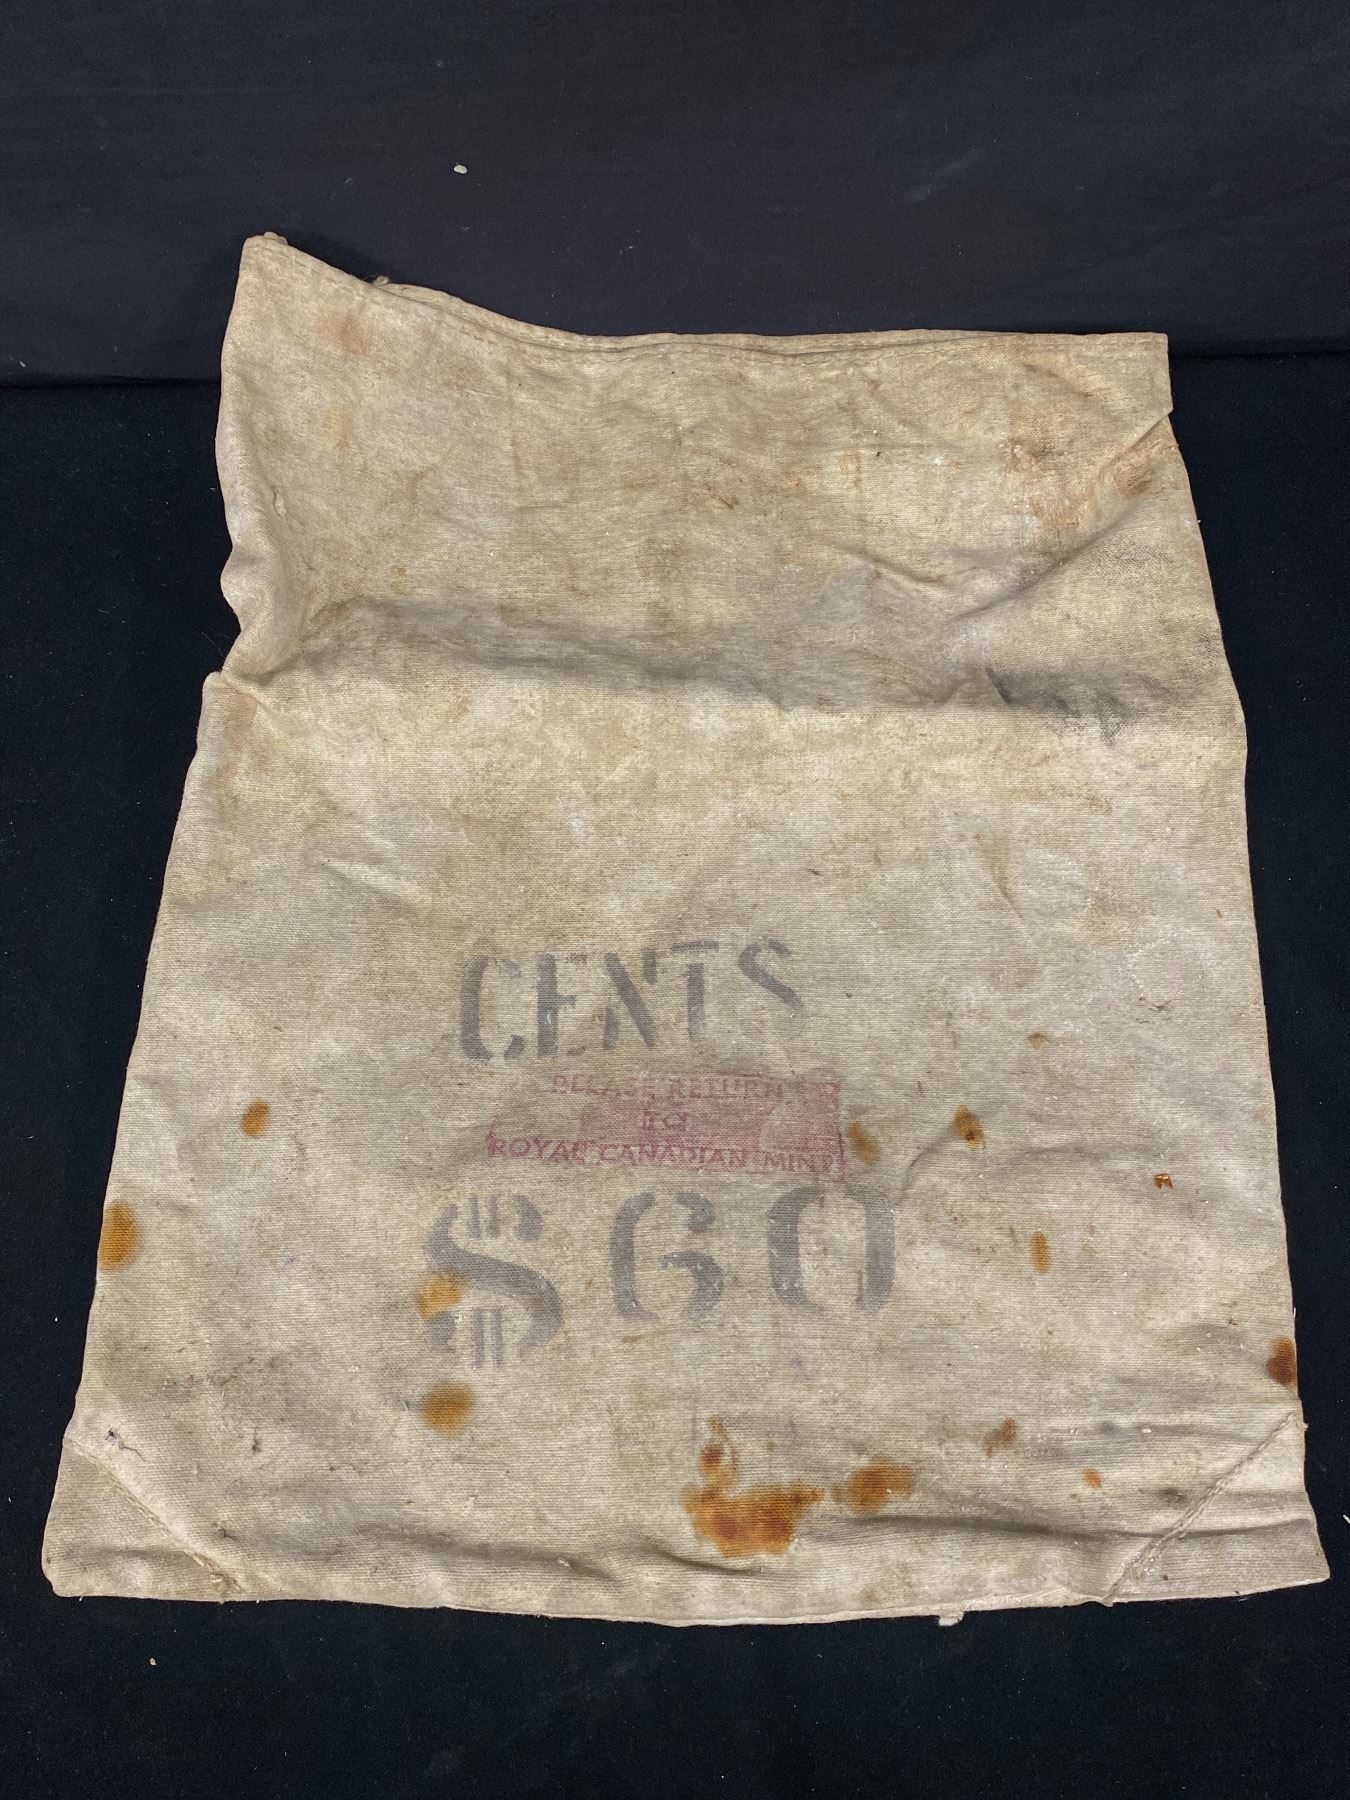 CENTS
PLEASE RETURN
TO
ROYAL CANADIAN MINT
$60